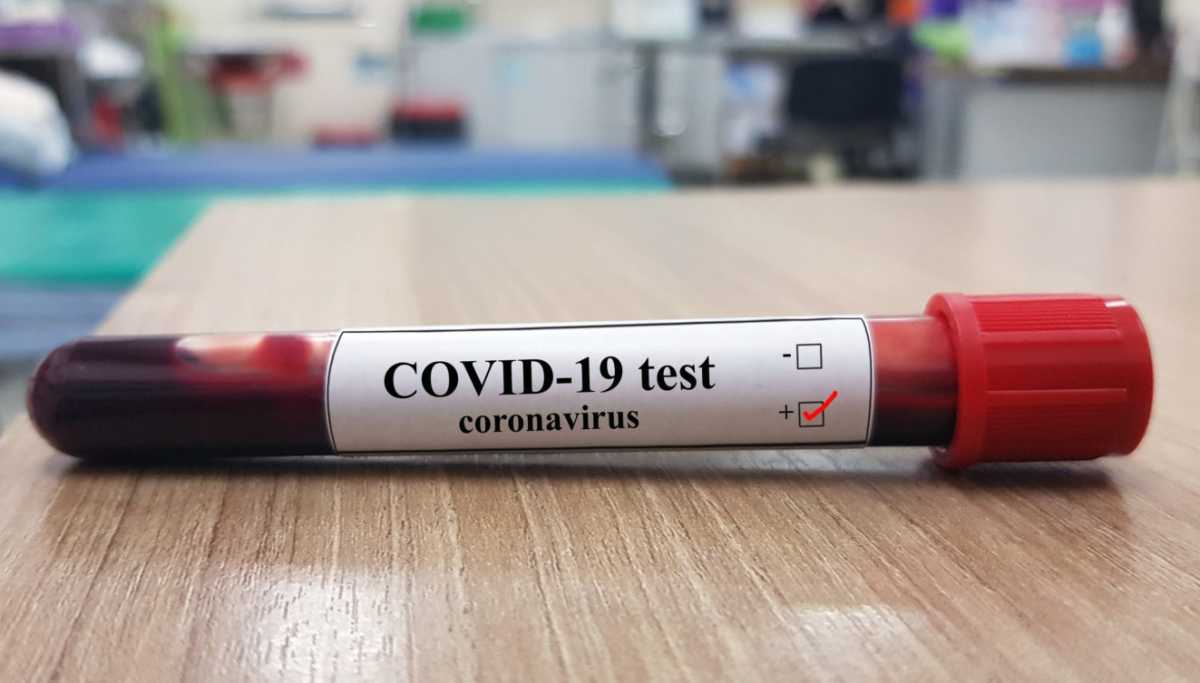 COVID-19 test
coronavirus
-
+